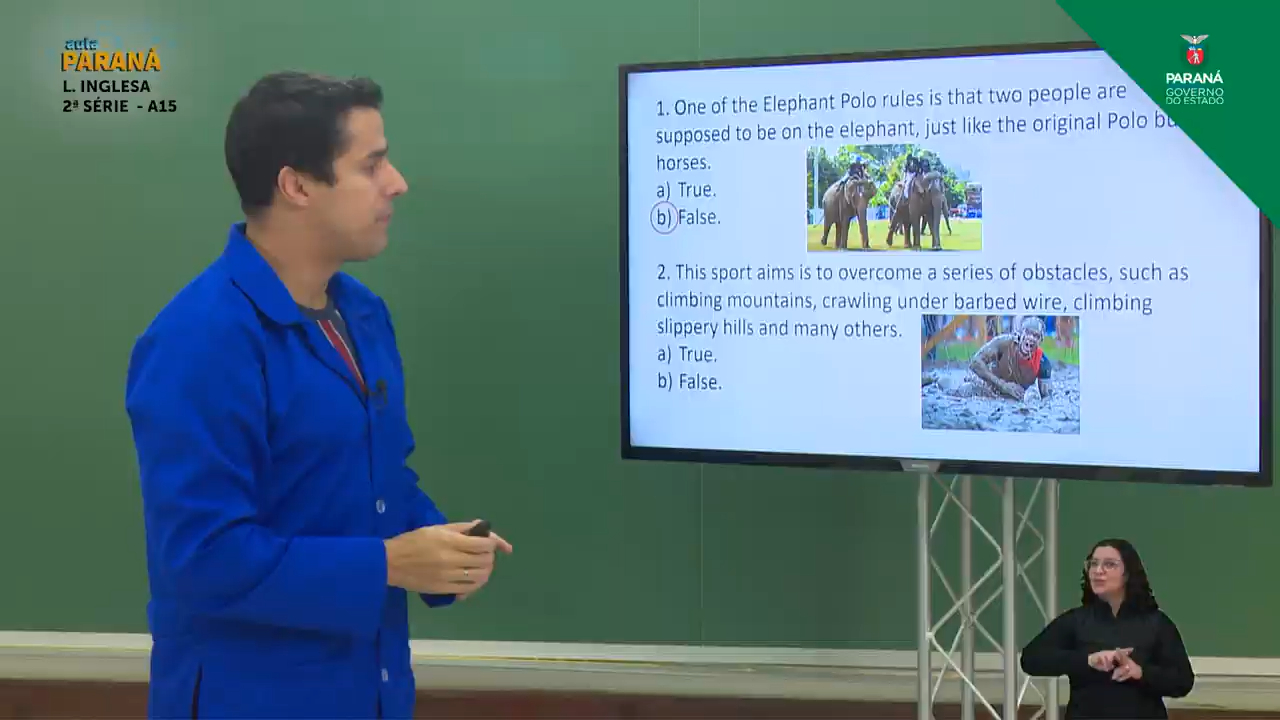 aula
PARANÁ
L. INGLESA
2ª SÉRIE - A15
PARANÁ
GOVERNO
DO ESTADO
1. One of the Elephant Polo rules is that two people are
supposed to be on the elephant, just like the original Polo
horses.
a) True.
b) False.
2. This sport aims is to overcome a series of obstacles, such as
climbing mountains, crawling under barbed wire, climbing
slippery hills and many others.
a) True.
b) False.